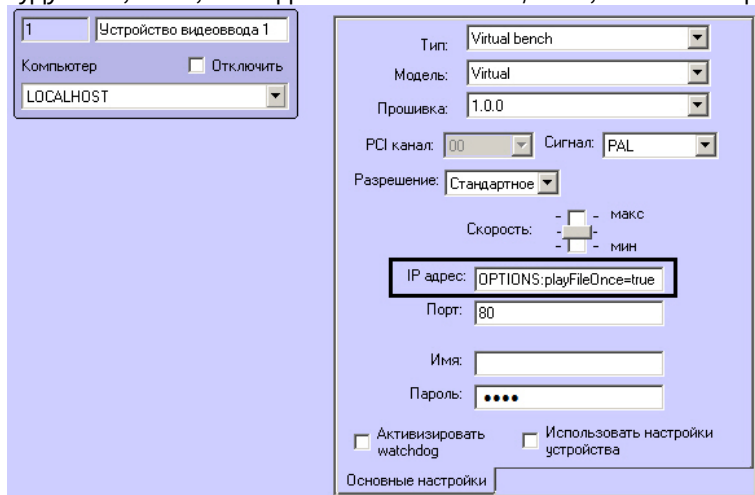 1 Устройство видеоввода 1
Компьютер Отключить
LOCALHOST
Тип: Virtual bench
Модель: Virtual
Прошивка: 1.0.0
PCI канал: 00 Сигнал: PAL
Разрешение: Стандартное
Скорость: макс
мин
IP адрес: OPTIONS:playFileOnce=true
Порт: 80
Имя:
Пароль: ••••
Активизировать watchdog
Использовать настройки устройства
Основные настройки